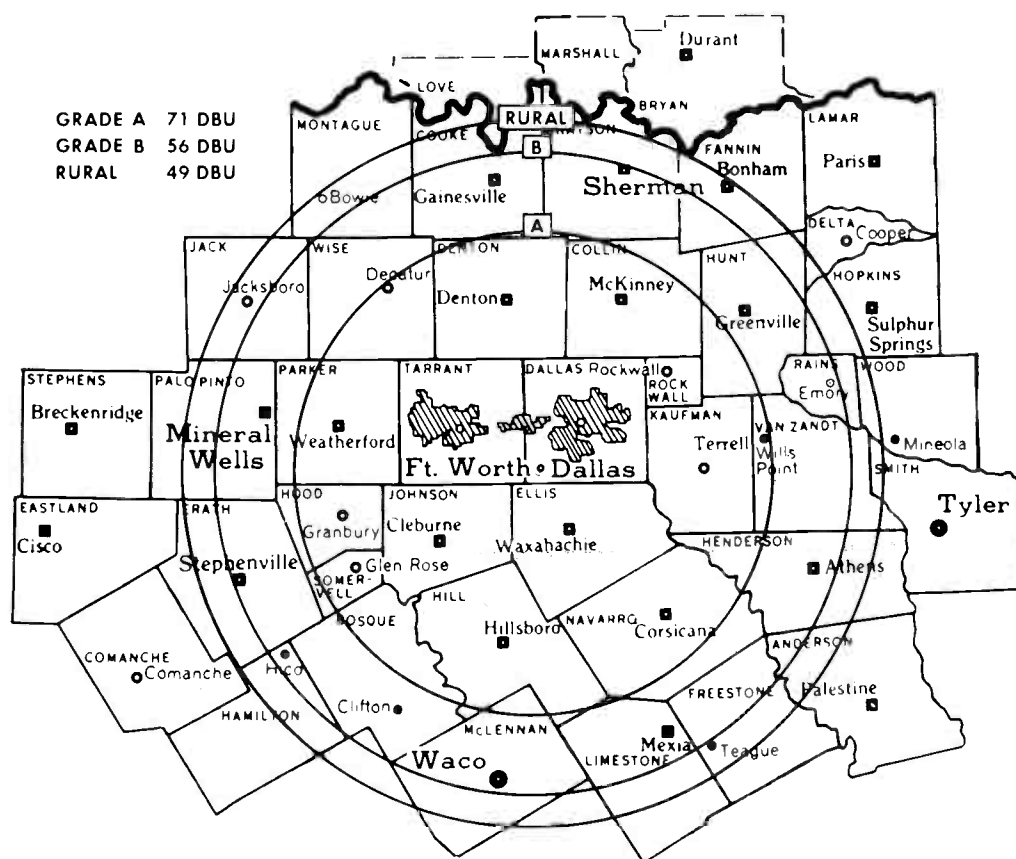 GRADE A 71 DBU
GRADE B 56 DBU
RURAL 49 DBU
Durant
MARSHALL
LOVE
BRYAN
RURAL
MONTAGUE
COOKE
GRAYSON
LAMAR
FANNIN
B
Bonham
Paris
Bowie
Gainesville
Sherman
A
DELTA
Cooper
JACK
WISE
DENTON
COLLIN
HUNT
HOPKINS
Jacksboro
Decatur
Denton
McKinney
Greenville
Sulphur
Springs
STEPHENS
PALO PINTO
PARKER
TARRANT
DALLAS
Rockwall
ROCK
WALL
RAINS
WOOD
Emory
Breckenridge
Mineral
Wells
Weatherford
KAUFMAN
VAN ZANDT
Terrell
Wills
Point
Mineola
Ft. Worth
Dallas
SMITH
EASTLAND
ERATH
HOOD
JOHNSON
ELLIS
Tyler
Cisco
Granbury
Cleburne
Waxahachie
HENDERSON
Stephenville
Glen Rose
Athens
SOMER-
VELL
BOSQUE
HILL
Hillsboro
NAVARRO
Corsicana
ANDERSON
COMANCHE
Comanche
Hico
HAMILTON
Clifton
FREESTONE
Palestine
McLENNAN
Mexia
Teague
Waco
LIMESTONE